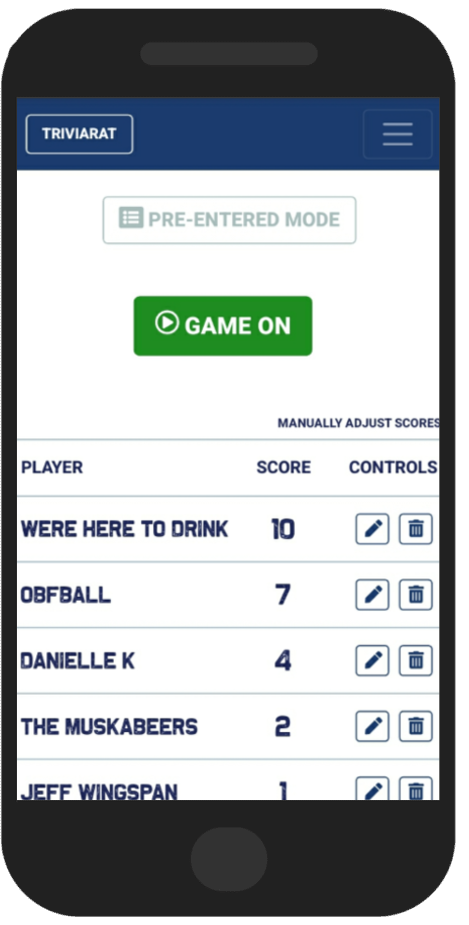 TRIVIARAT
PRE-ENTERED MODE
GAME ON
MANUALLY ADJUST SCORES
PLAYER SCORE CONTROLS
WERE HERE TO DRINK 10
OBFBALL 7
DANIELLE K 4
THE MUSKABEERS 2
JEFF WINGSPAN 1